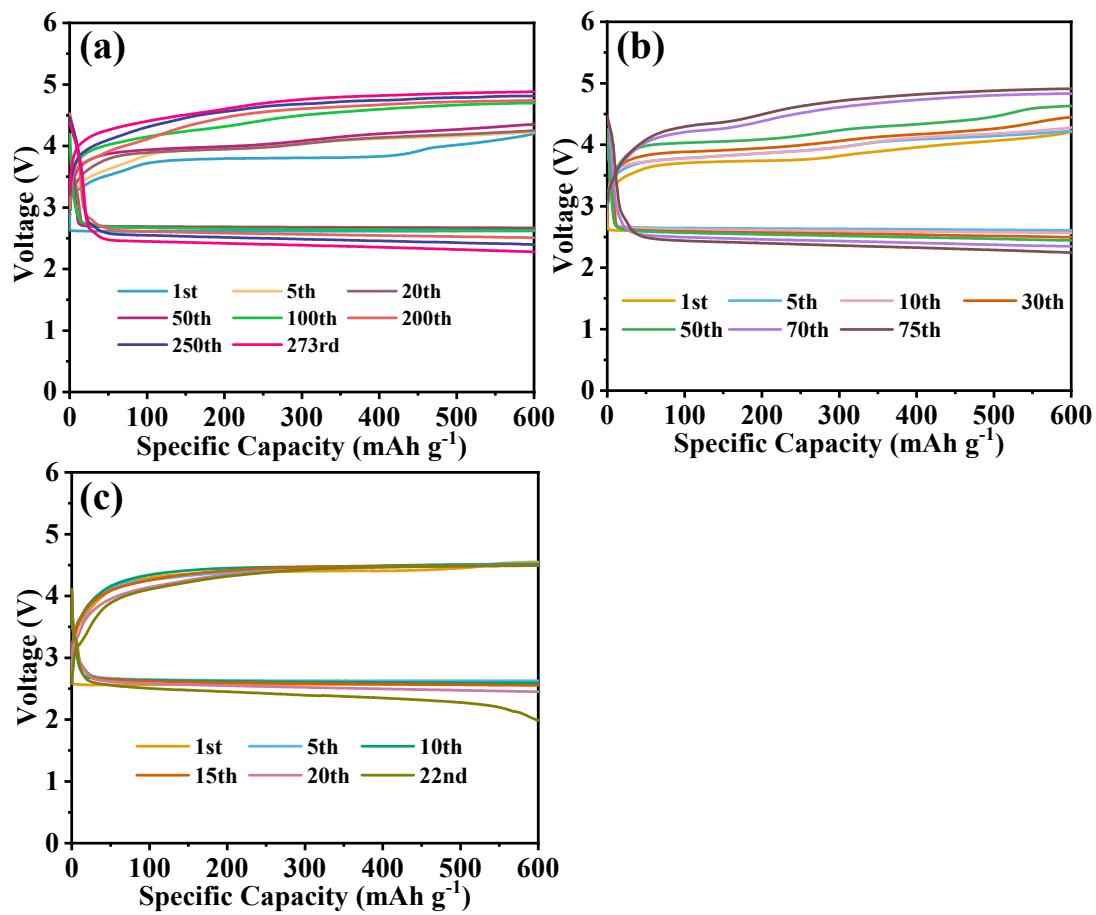 (a)
Voltage (V)
6
5
4
3
2
1
0
1st 5th 20th
50th 100th 200th
250th 273rd
0 100 200 300 400 500 600
Specific Capacity (mAh g⁻¹)
(b)
Voltage (V)
6
5
4
3
2
1
0
1st 5th 10th 30th
50th 70th 75th
0 100 200 300 400 500 600
Specific Capacity (mAh g⁻¹)
(c)
Voltage (V)
6
5
4
3
2
1
0
1st 5th 10th
15th 20th 22nd
0 100 200 300 400 500 600
Specific Capacity (mAh g⁻¹)